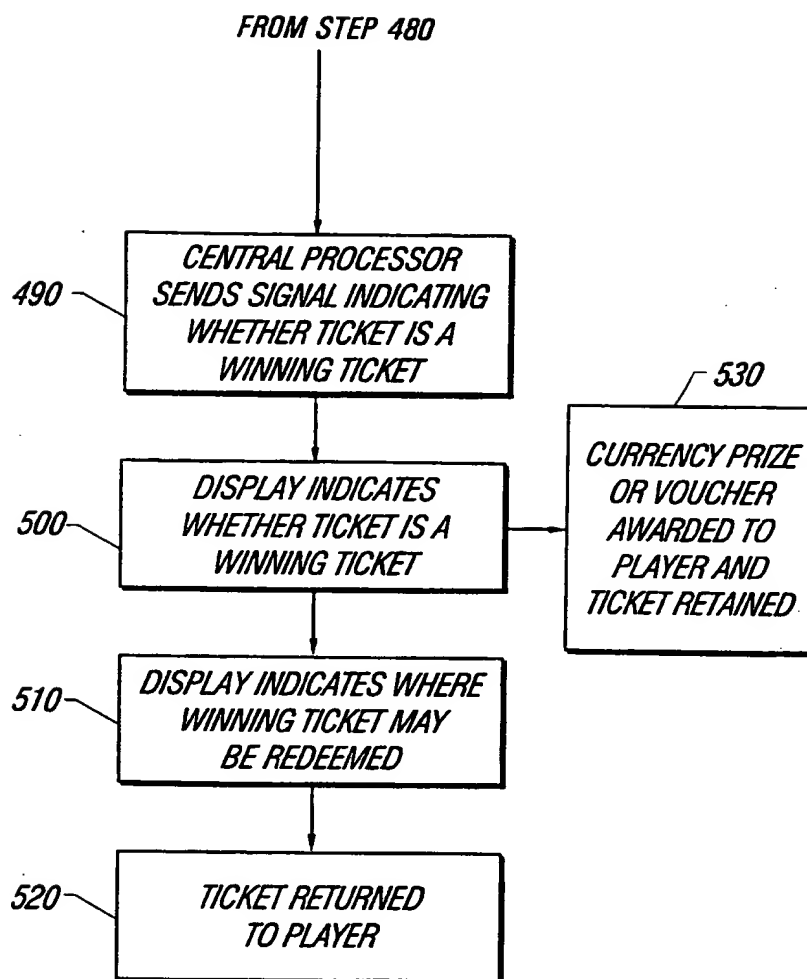 FROM STEP 480
490
CENTRAL PROCESSOR
SENDS SIGNAL INDICATING
WHETHER TICKET IS A
WINNING TICKET
500
DISPLAY INDICATES
WHETHER TICKET IS A
WINNING TICKET
530
CURRENCY PRIZE
OR VOUCHER
AWARDED TO
PLAYER AND
TICKET RETAINED
510
DISPLAY INDICATES WHERE
WINNING TICKET MAY
BE REDEEMED
520
TICKET RETURNED
TO PLAYER